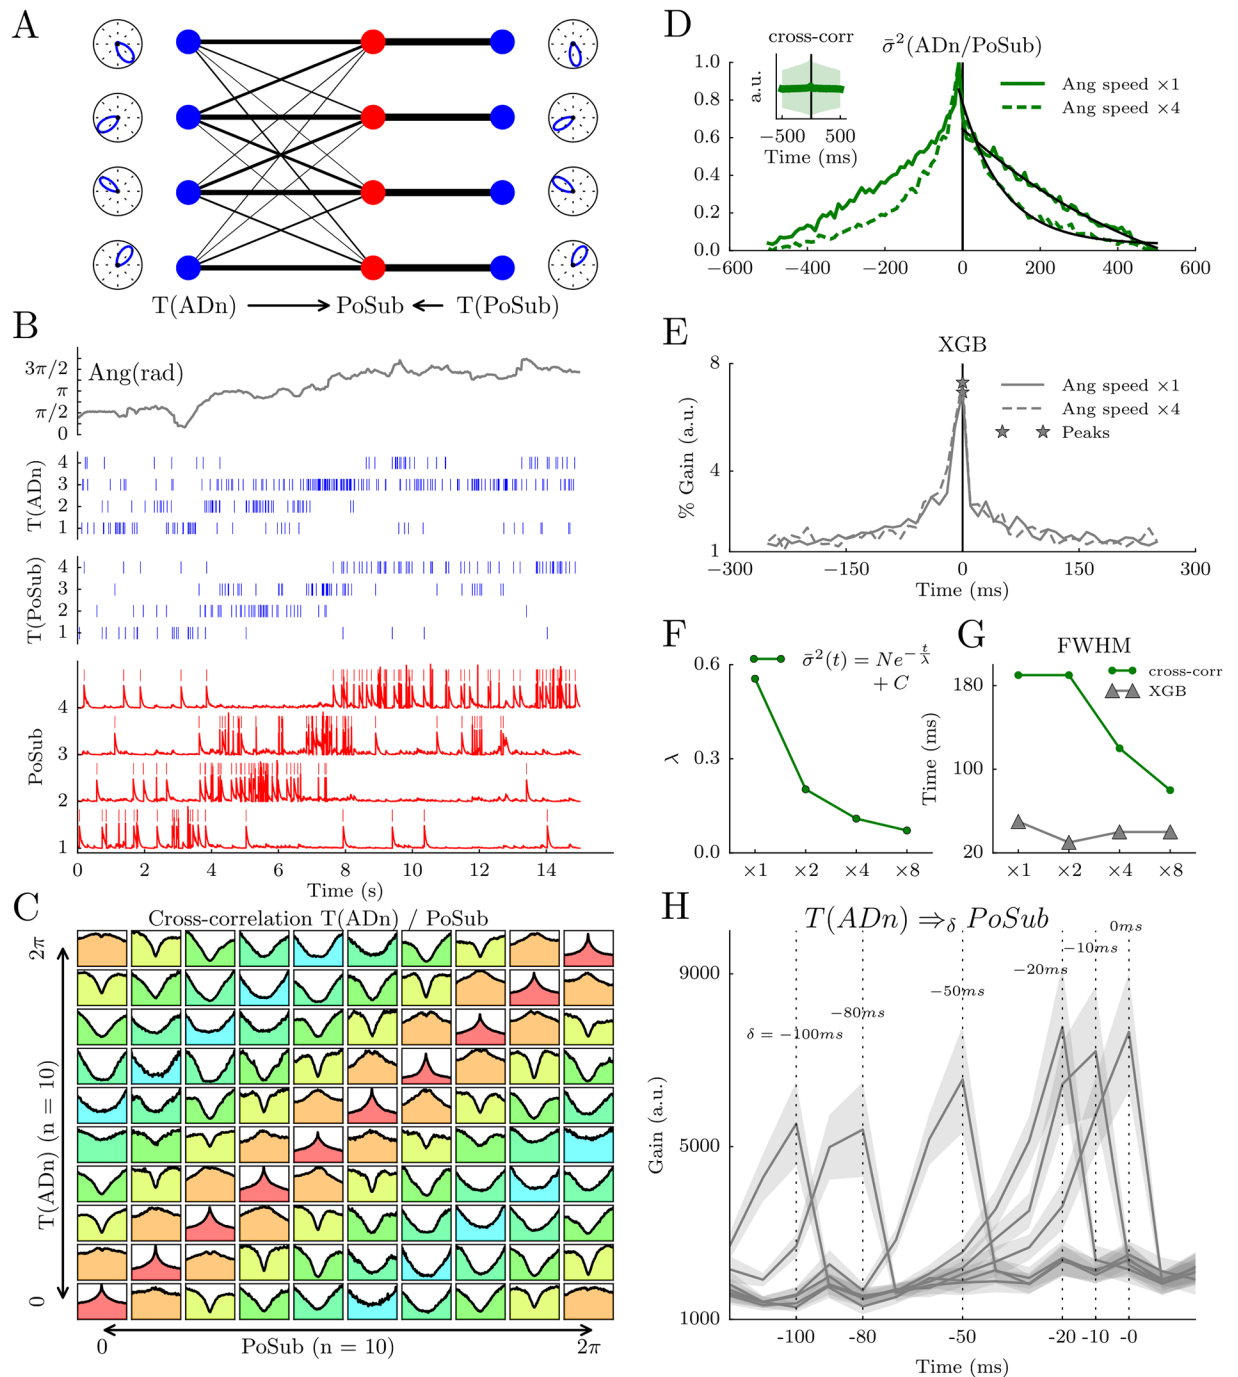 A
T(ADn) PoSub T(PoSub)
B
Ang(rad)
3π/2
π
π/2
0
T(ADn)
4
3
2
1
T(PoSub)
4
3
2
1
PoSub
4
3
2
1
0 2 4 6 8 10 12 14
Time (s)
C
Cross-correlation T(ADn) / PoSub
2π
T(ADn) (n = 10)
0
0 PoSub (n = 10) 2π
D
cross-corr
a.u.
−500 500
Time (ms)
σ̄²(ADn/PoSub)
Ang speed ×1
Ang speed ×4
1.0
0.8
0.6
0.4
0.2
0.0
−600 −400 −200 0 200 400 600
E
XGB
% Gain (a.u.)
8
4
1
Ang speed ×1
Ang speed ×4
Peaks
−300 −150 0 150 300
Time (ms)
F
σ̄²(t) = Ne^{−t/λ}
+ C
λ
0.6
0.3
0.0
×1 ×2 ×4 ×8
G
FWHM
cross-corr
XGB
Time (ms)
180
100
20
×1 ×2 ×4 ×8
H
T(ADn) ⇒δ PoSub
0ms
−10ms
−20ms
−50ms
−80ms
δ = −100ms
Gain (a.u.)
9000
5000
1000
-100 -80 -50 -20 -10 -0
Time (ms)